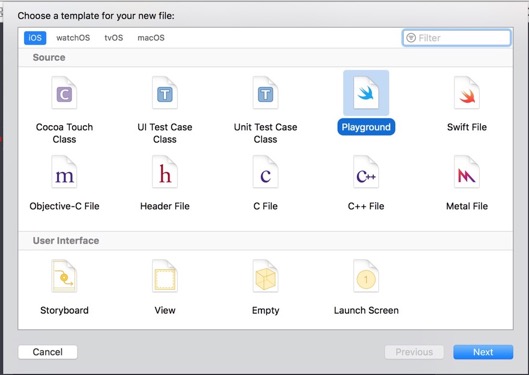 Choose a template for your new file:
iOS watchOS tvOS macOS Filter
Source
C T T
Cocoa Touch Class
UI Test Case Class
Unit Test Case Class
Playground
Swift File
m h c C++
Objective-C File
Header File
C File
C++ File
Metal File
User Interface
1
Storyboard
View
Empty
Launch Screen
Cancel Previous Next